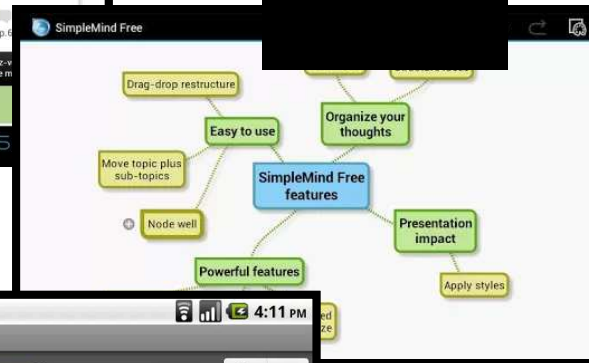 SimpleMind Free
Drag-drop restructure
Easy to use
Organize your
thoughts
Move topic plus
sub-topics
SimpleMind Free
features
Node well
Presentation
impact
Powerful features
Apply styles
4:11 PM